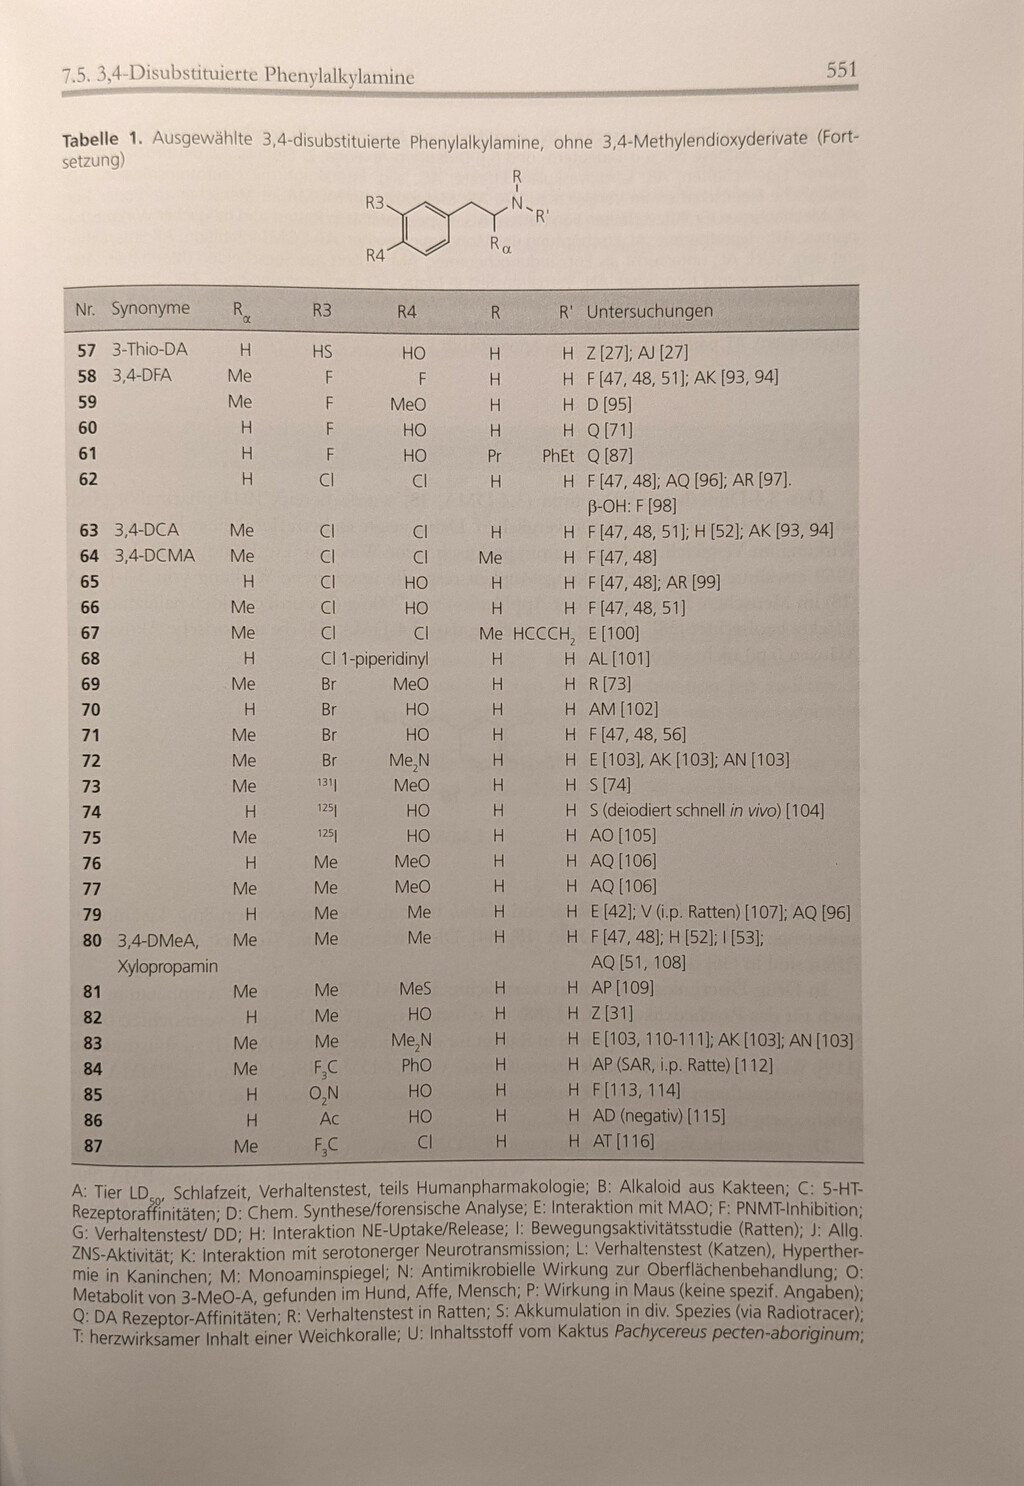 7.5. 3,4-Disubstituierte Phenylalkylamine 551
Tabelle 1. Ausgewählte 3,4-disubstituierte Phenylalkylamine, ohne 3,4-Methylendioxyderivate (Fort-
setzung)
R
R3 N R'
R4 Rα
Nr. Synonyme Rα R3 R4 R R' Untersuchungen
57 3-Thio-DA H HS HO H H Z [27]; AJ [27]
58 3,4-DFA Me F F H H F [47, 48, 51]; AK [93, 94]
59 Me F MeO H H D [95]
60 H F HO H H Q [71]
61 H F HO Pr PhEt Q [87]
62 H Cl Cl H H F [47, 48]; AQ [96]; AR [97].
β-OH: F [98]
63 3,4-DCA Me Cl Cl H H F [47, 48, 51]; H [52]; AK [93, 94]
64 3,4-DCMA Me Cl Cl Me H F [47, 48]
65 H Cl HO H H F [47, 48]; AR [99]
66 Me Cl HO H H F [47, 48, 51]
67 Me Cl Cl Me HCCCH₂ E [100]
68 H Cl 1-piperidinyl H H AL [101]
69 Me Br MeO H H R [73]
70 H Br HO H H AM [102]
71 Me Br HO H H F [47, 48, 56]
72 Me Br Me₂N H H E [103], AK [103]; AN [103]
73 Me ¹³¹I MeO H H S [74]
74 H ¹²⁵I HO H H S (deiodiert schnell in vivo) [104]
75 Me ¹²⁵I HO H H AO [105]
76 H Me MeO H H AQ [106]
77 Me Me MeO H H AQ [106]
79 H Me Me H H E [42]; V (i.p. Ratten) [107]; AQ [96]
80 3,4-DMeA, Me Me Me H H F [47, 48]; H [52]; I [53];
Xylopropamin AQ [51, 108]
81 Me Me MeS H H AP [109]
82 H Me HO H H Z [31]
83 Me Me Me₂N H H E [103, 110-111]; AK [103]; AN [103]
84 Me F₃C PhO H H AP (SAR, i.p. Ratte) [112]
85 H O₂N HO H H F [113, 114]
86 H Ac HO H H AD (negativ) [115]
87 Me F₃C Cl H H AT [116]
A: Tier LD₅₀, Schlafzeit, Verhaltenstest, teils Humanpharmakologie; B: Alkaloid aus Kakteen; C: 5-HT-
Rezeptoraffinitäten; D: Chem. Synthese/forensische Analyse; E: Interaktion mit MAO; F: PNMT-Inhibition;
G: Verhaltenstest/ DD; H: Interaktion NE-Uptake/Release; I: Bewegungsaktivitätsstudie (Ratten); J: Allg.
ZNS-Aktivität; K: Interaktion mit serotonerger Neurotransmission; L: Verhaltenstest (Katzen), Hyperther-
mie in Kaninchen; M: Monoaminspiegel; N: Antimikrobielle Wirkung zur Oberflächenbehandlung; O:
Metabolit von 3-MeO-A, gefunden im Hund, Affe, Mensch; P: Wirkung in Maus (keine spezif. Angaben);
Q: DA Rezeptor-Affinitäten; R: Verhaltenstest in Ratten; S: Akkumulation in div. Spezies (via Radiotracer);
T: herzwirksamer Inhalt einer Weichkoralle; U: Inhaltsstoff vom Kaktus Pachycereus pecten-aboriginum;